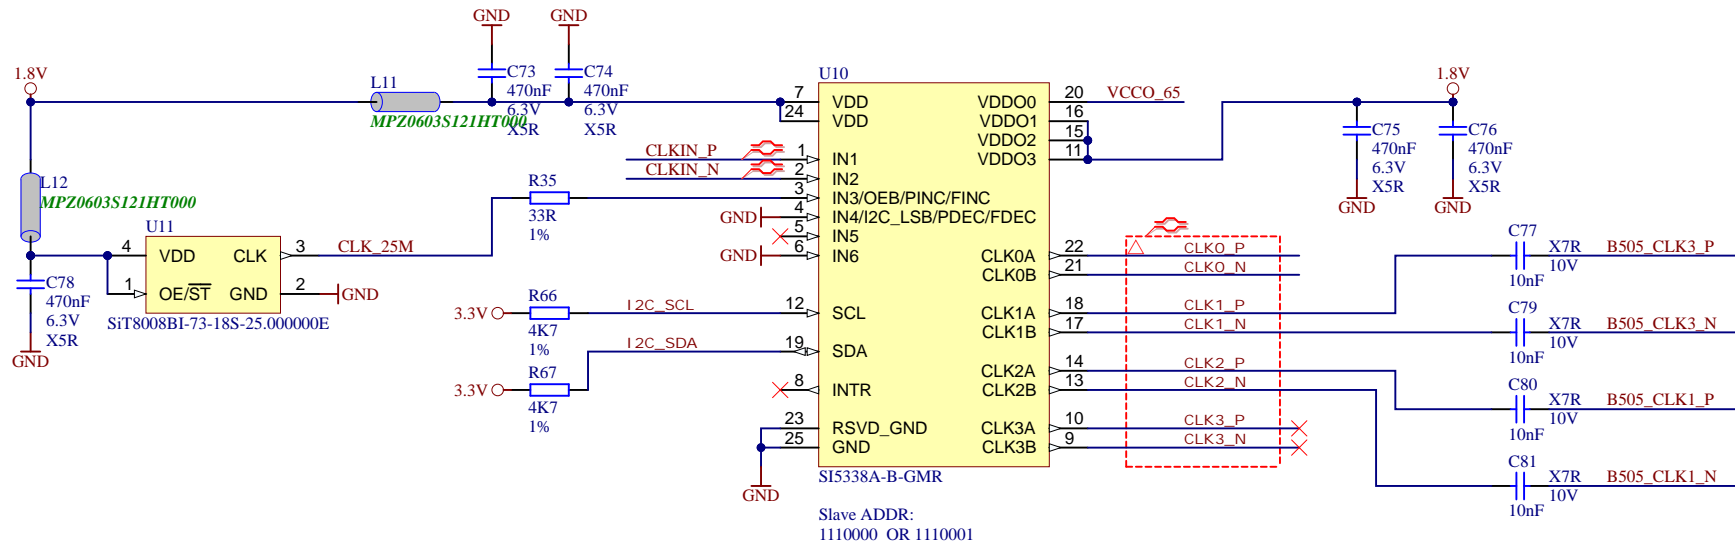 GND
GND
1.8V
L11
MPZ0603S121HT000
C73
470nF
6.3V
X5R
C74
470nF
6.3V
X5R
L12
MPZ0603S121HT000
U11
4
VDD
CLK
3
1
OE/ST
GND
2
GND
SiT8008BI-73-18S-25.000000E
C78
470nF
6.3V
X5R
GND
CLK_25M
R35
33R
1%
CLKIN_P
CLKIN_N
GND
GND
3.3V
R66
4K7
1%
I2C_SCL
3.3V
R67
4K7
1%
I2C_SDA
U10
7
VDD
24
VDD
1
IN1
2
IN2
3
IN3/OEB/PINC/FINC
4
IN4/I2C_LSB/PDEC/FDEC
5
IN5
6
IN6
12
SCL
19
SDA
8
INTR
23
RSVD_GND
25
GND
VDDO0
20
VDDO1
16
VDDO2
15
VDDO3
11
CLK0A
22
CLK0B
21
CLK1A
18
CLK1B
17
CLK2A
14
CLK2B
13
CLK3A
10
CLK3B
9
SI5338A-B-GMR
GND
Slave ADDR:
1110000 OR 1110001
VCCO_65
1.8V
C75
470nF
6.3V
X5R
GND
C76
470nF
6.3V
X5R
GND
CLK0_P
CLK0_N
CLK1_P
CLK1_N
CLK2_P
CLK2_N
CLK3_P
CLK3_N
C77
10nF
X7R
10V
B505_CLK3_P
C79
10nF
X7R
10V
B505_CLK3_N
C80
10nF
X7R
10V
B505_CLK1_P
C81
10nF
X7R
10V
B505_CLK1_N